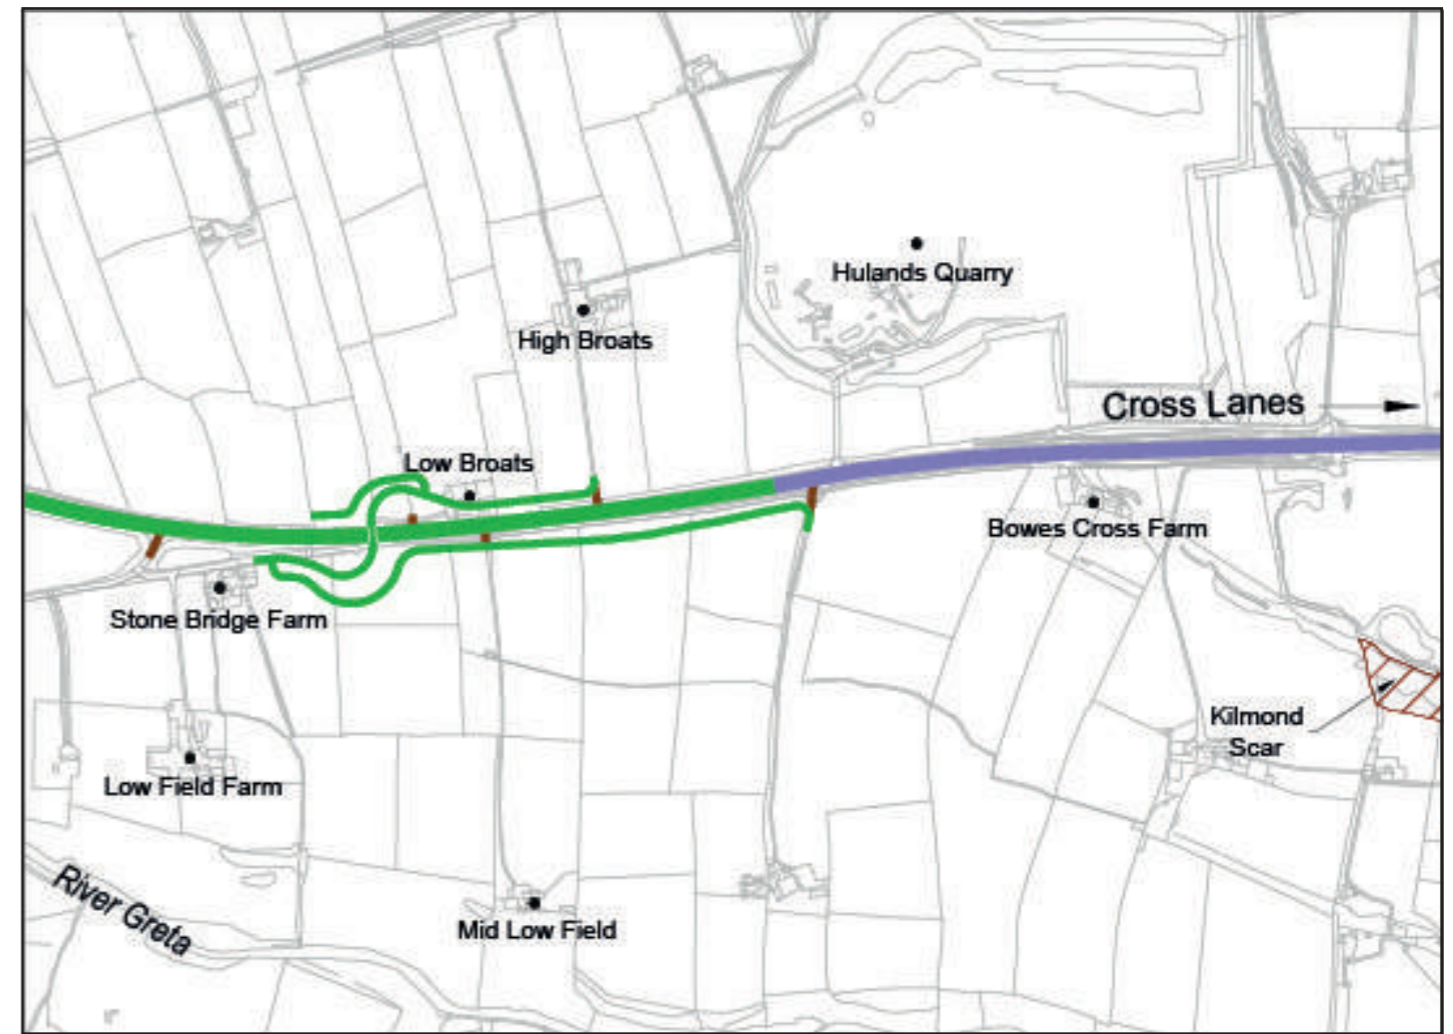 Hulands Quarry
High Broats
Cross Lanes
Low Broats
Bowes Cross Farm
Stone Bridge Farm
Kilmond
Scar
Low Field Farm
River Greta
Mid Low Field